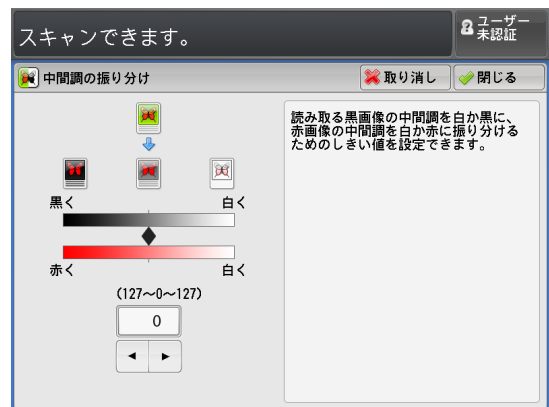 スキャンできます。
ユーザー
未認証
中間調の振り分け
取り消し
閉じる
読み取る黒画像の中間調を白か黒に、
赤画像の中間調を白か赤に振り分ける
ためのしきい値を設定できます。
黒く 白く
赤く 白く
(127～0～127)
0